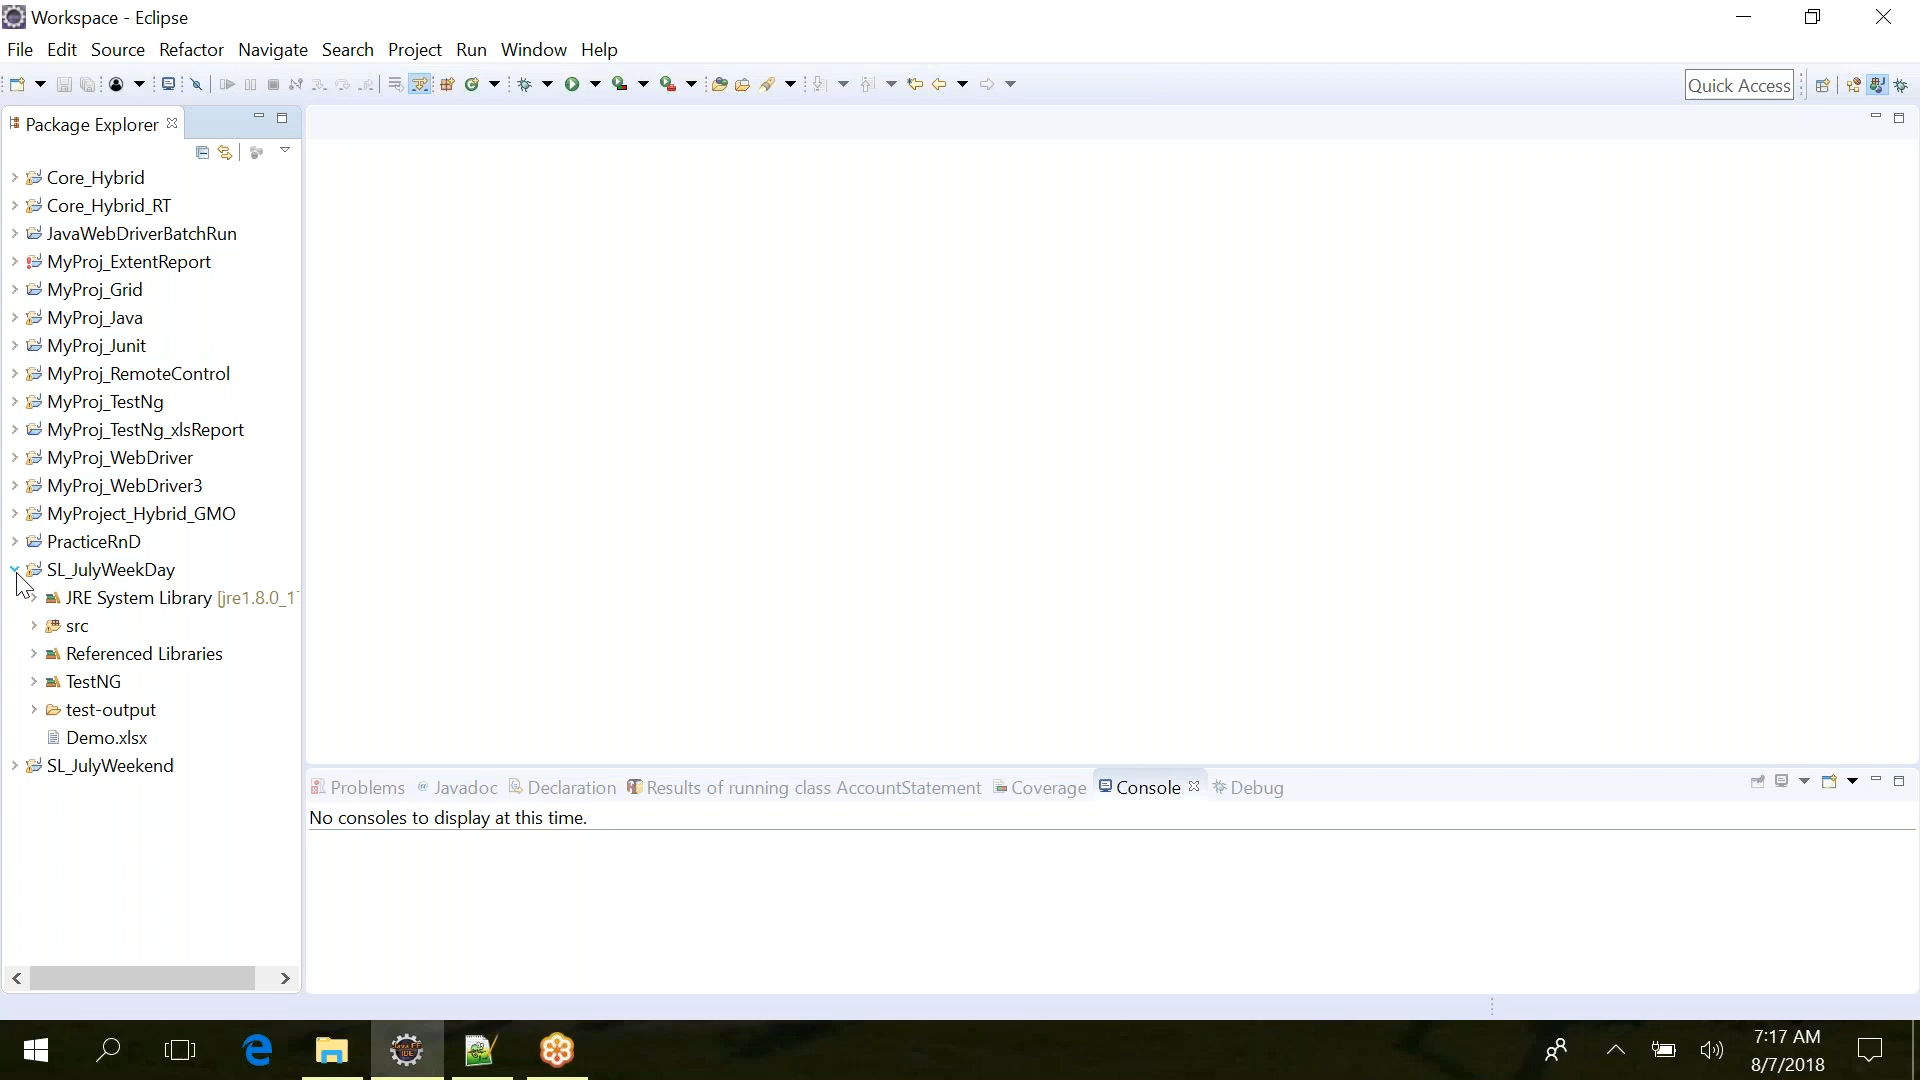 Workspace - Eclipse
File Edit Source Refactor Navigate Search Project Run Window Help
Quick Access
Package Explorer
Core_Hybrid
Core_Hybrid_RT
JavaWebDriverBatchRun
MyProj_ExtentReport
MyProj_Grid
MyProj_Java
MyProj_Junit
MyProj_RemoteControl
MyProj_TestNg
MyProj_TestNg_xlsReport
MyProj_WebDriver
MyProj_WebDriver3
MyProject_Hybrid_GMO
PracticeRnD
SL_JulyWeekDay
JRE System Library [jre1.8.0_1
src
Referenced Libraries
TestNG
test-output
Demo.xlsx
SL_JulyWeekend
Problems @ Javadoc Declaration Results of running class AccountStatement Coverage Console Debug
No consoles to display at this time.
7:17 AM
8/7/2018